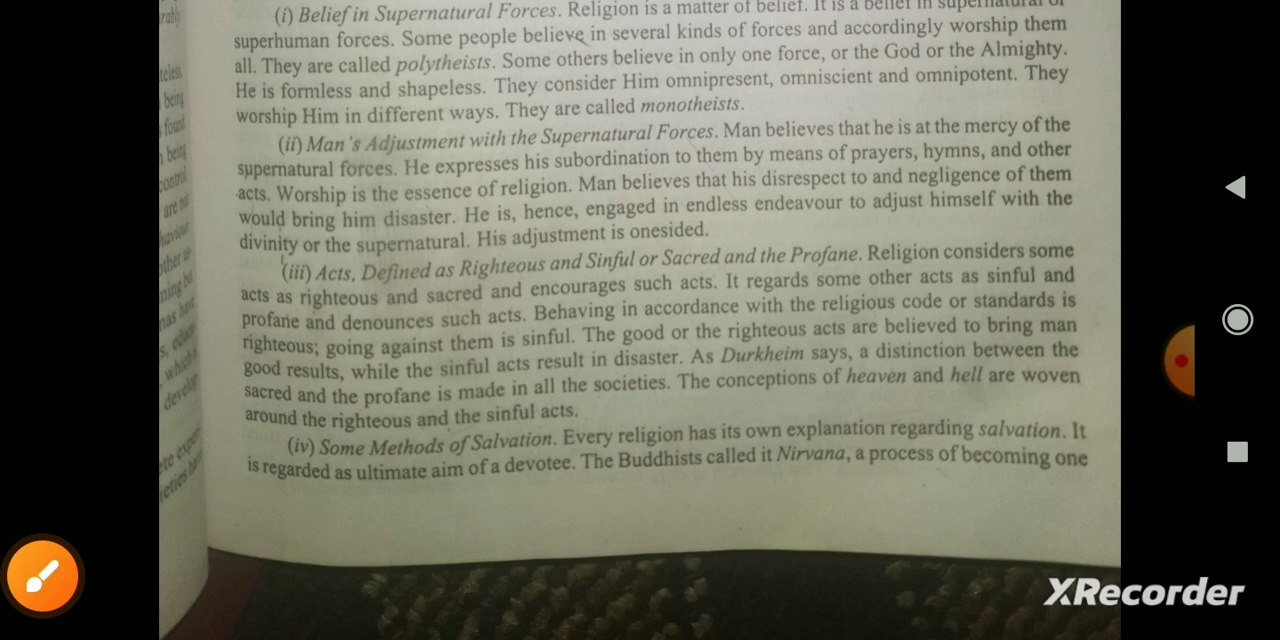 (i) Belief in Supernatural Forces. Religion is a matter of belief. It is a belief in supernatural or
superhuman forces. Some people believe in several kinds of forces and accordingly worship them
all. They are called polytheists. Some others believe in only one force, or the God or the Almighty.
He is formless and shapeless. They consider Him omnipresent, omniscient and omnipotent. They
worship Him in different ways. They are called monotheists.
(ii) Man's Adjustment with the Supernatural Forces. Man believes that he is at the mercy of the
supernatural forces. He expresses his subordination to them by means of prayers, hymns, and other
acts. Worship is the essence of religion. Man believes that his disrespect to and negligence of them
would bring him disaster. He is, hence, engaged in endless endeavour to adjust himself with the
divinity or the supernatural. His adjustment is onesided.
(iii) Acts, Defined as Righteous and Sinful or Sacred and the Profane. Religion considers some
acts as righteous and sacred and encourages such acts. It regards some other acts as sinful and
profane and denounces such acts. Behaving in accordance with the religious code or standards is
righteous; going against them is sinful. The good or the righteous acts are believed to bring man
good results, while the sinful acts result in disaster. As Durkheim says, a distinction between the
sacred and the profane is made in all the societies. The conceptions of heaven and hell are woven
around the righteous and the sinful acts.
(iv) Some Methods of Salvation. Every religion has its own explanation regarding salvation. It
is regarded as ultimate aim of a devotee. The Buddhists called it Nirvana, a process of becoming one
being
found
being
control
are not
XRecorder